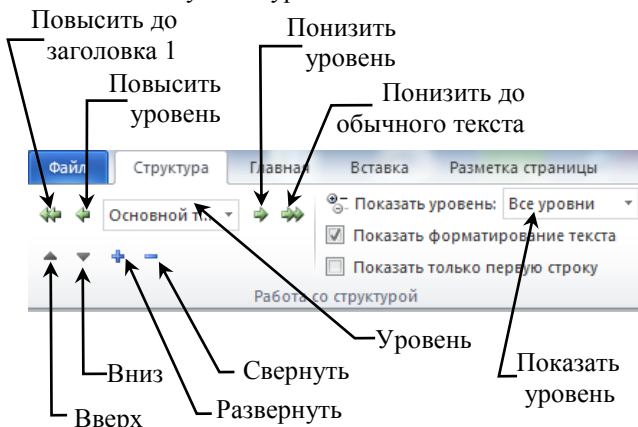 Повысить до
заголовка 1
Понизить
уровень
Повысить
уровень
Понизить до
обычного текста
Файл Структура Главная Вставка Разметка страницы
Основной т... Показать уровень: Все уровни
Показать форматирование текста
Показать только первую строку
Работа со структурой
Уровень
Вниз Свернуть Показать
уровень
Вверх Развернуть